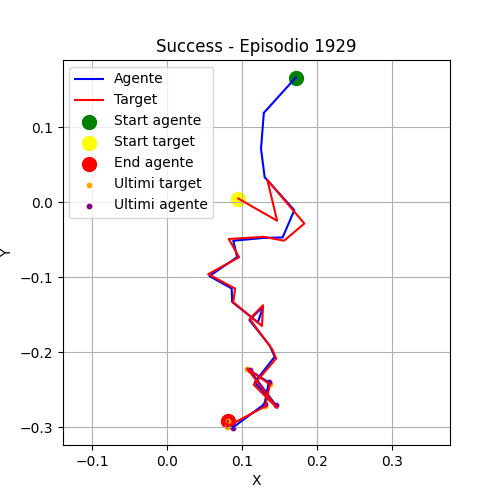 Success - Episodio 1929
Agente
Target
Start agente
Start target
End agente
Ultimi target
Ultimi agente
0.1
0.0
−0.1
−0.2
−0.3
Y
−0.1
0.0
0.1
0.2
0.3
X